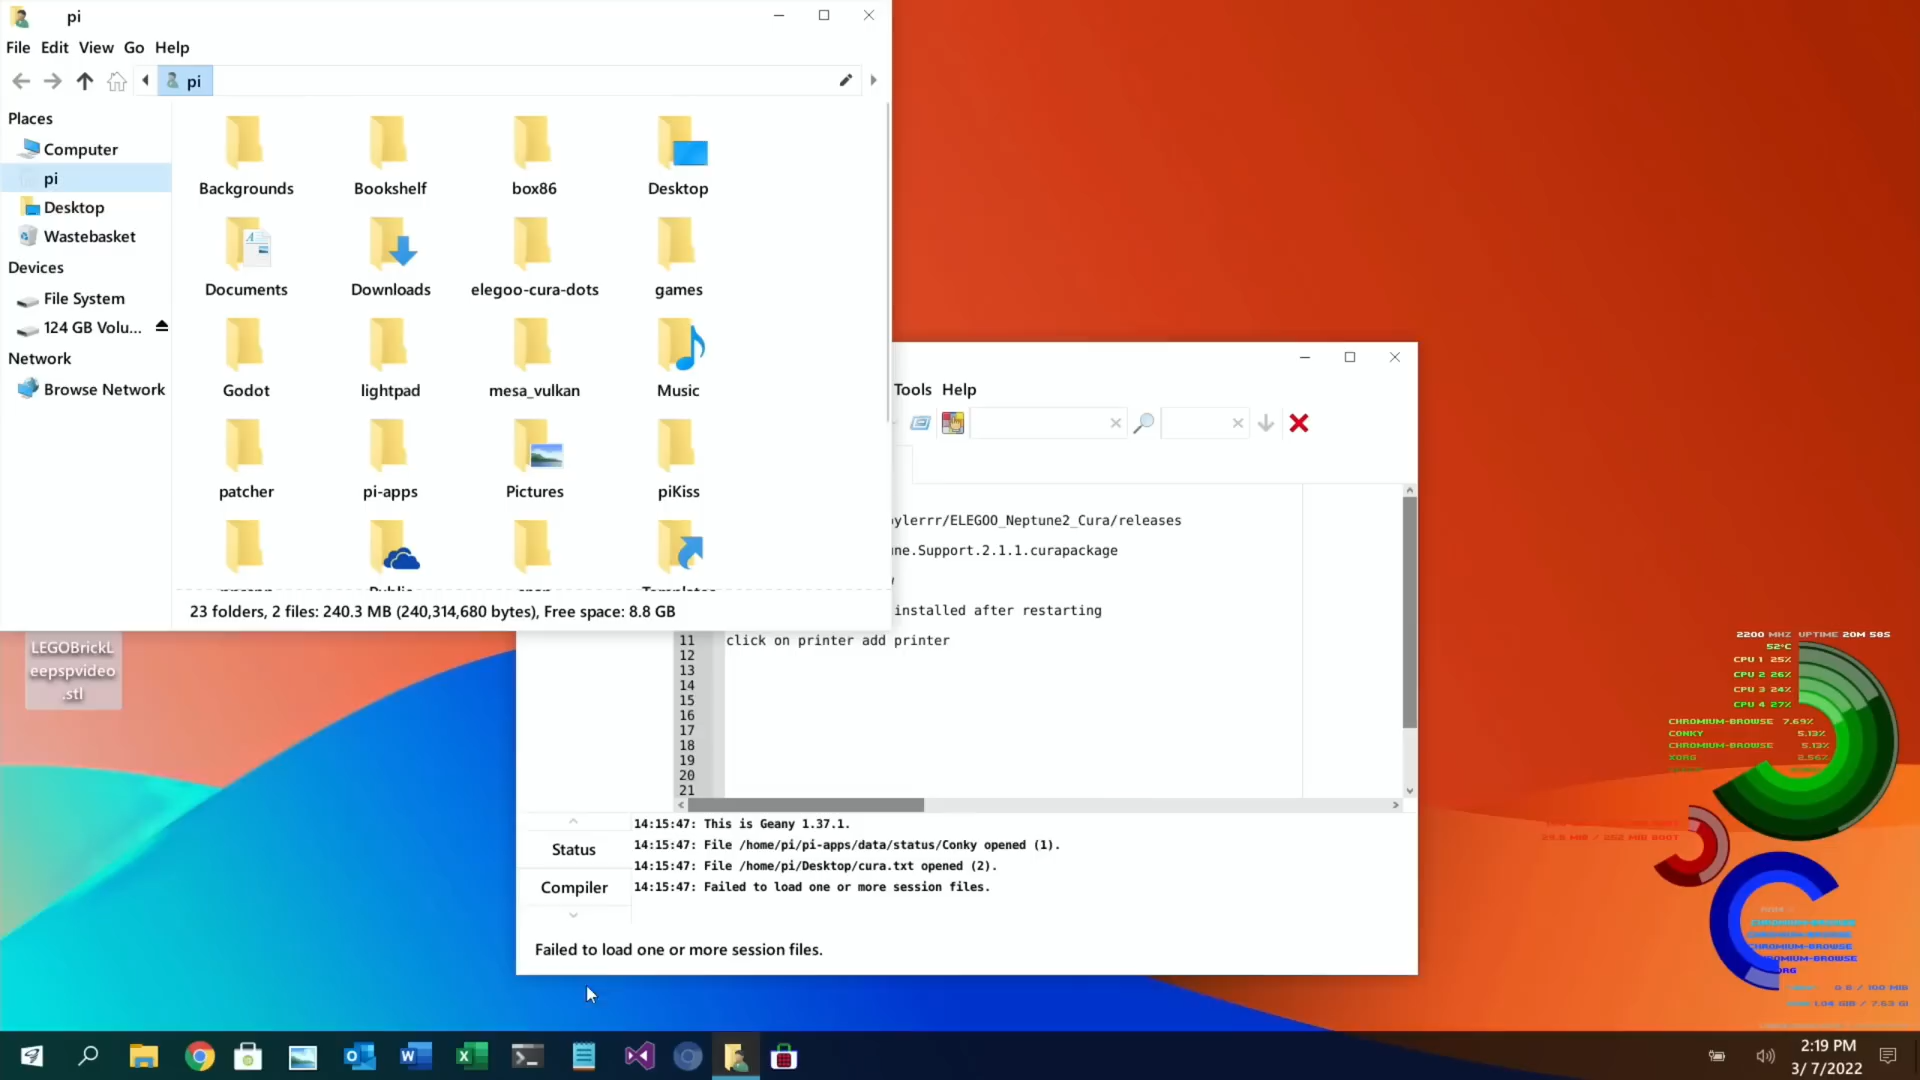 pi
File Edit View Go Help
pi
Places
Computer
pi
Desktop
Wastebasket
Devices
File System
124 GB Volu...
Network
Browse Network
Backgrounds
Bookshelf
box86
Desktop
Documents
Downloads
elegoo-cura-dots
games
Godot
lightpad
mesa_vulkan
Music
patcher
pi-apps
Pictures
piKiss
Public
Templates
23 folders, 2 files: 240.3 MB (240,314,680 bytes), Free space: 8.8 GB
LEGOBrickL
eepspvideo
.stl
Tools Help
ylerrr/ELEGOO_Neptune2_Cura/releases
ne.Support.2.1.1.curapackage
installed after restarting
11 click on printer add printer
12
13
14
15
16
17
18
19
20
21
Status
Compiler
14:15:47: This is Geany 1.37.1.
14:15:47: File /home/pi/pi-apps/data/status/Conky opened (1).
14:15:47: File /home/pi/Desktop/cura.txt opened (2).
14:15:47: Failed to load one or more session files.
Failed to load one or more session files.
2200 MHZ UPTIME 20M 58S
52°C
CPU 1 25%
CPU 2 26%
CPU 3 24%
CPU 4 27%
CHROMIUM-BROWSE 7.69%
CONKY 5.13%
CHROMIUM-BROWSE 5.13%
XORG 2.56%
CHROMIUM-BROWSE
2:19 PM
3/ 7/2022